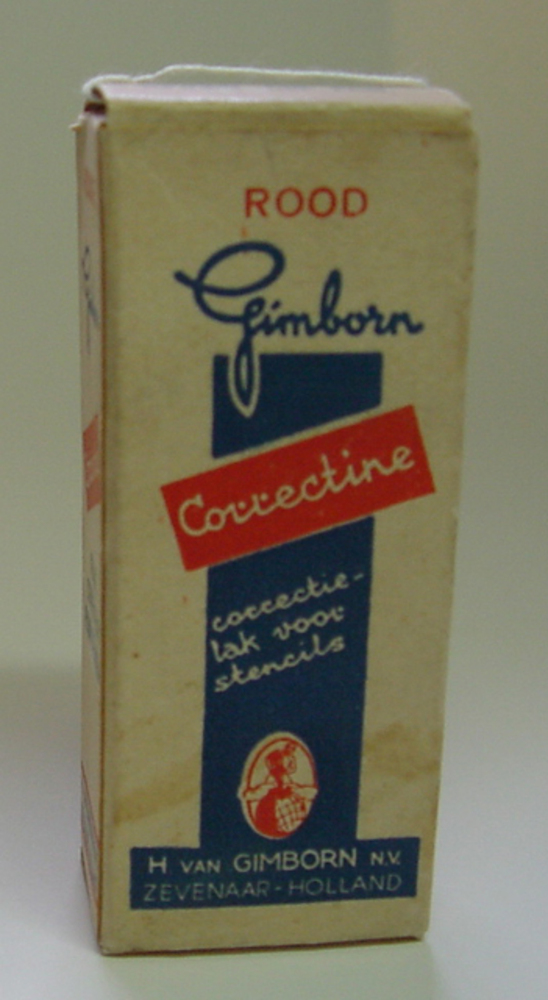 ROOD
Gimborn
Correctine
correctie-
lak voor
stencils
H. VAN GIMBORN N.V.
ZEVENAAR - HOLLAND